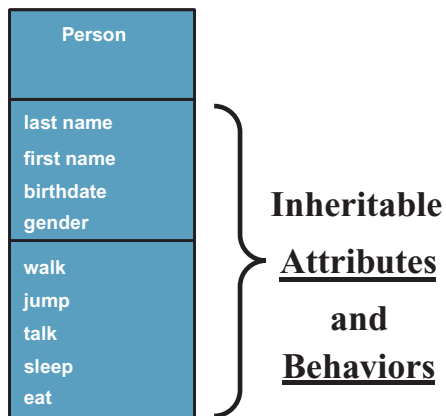 Person
last name
first name
birthdate
gender
walk
jump
talk
sleep
eat
Inheritable
Attributes
and
Behaviors